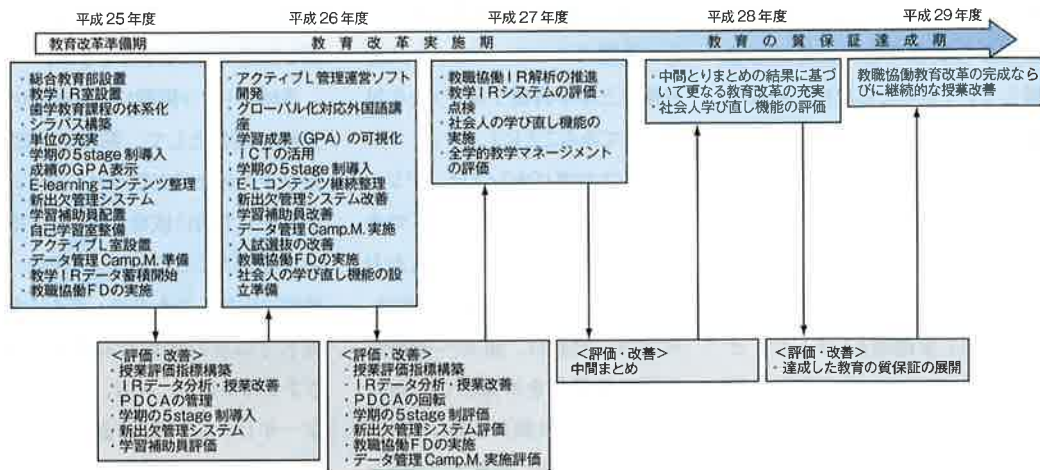 平成25年度
平成26年度
平成27年度
平成28年度
平成29年度
教育改革準備期
教育改革実施期
教育の質保証達成期
・総合教育部設置
・教学IR室設置
・歯学教育課程の体系化
・シラバス構築
・単位の充実
・学期の5stage制導入
・成績のGPA表示
・E-learningコンテンツ整理
・新出欠管理システム
・学習補助員配置
・自己学習室整備
・アクティブL室設置
・データ管理Camp.M.準備
・教学IRデータ蓄積開始
・教職協働FDの実施
・アクティブL管理運営ソフト
開発
・グローバル化対応外国語講
座
・学習成果(GPA)の可視化
・ICTの活用
・学期の5stage制導入
・E-Lコンテンツ継続整理
・新出欠管理システム改善
・学習補助員改善
・データ管理Camp.M.実施
・入試選抜の改善
・教職協働FDの実施
・社会人の学び直し機能の設
立準備
・教職協働IR解析の推進
・教学IRシステムの評価・
点検
・社会人の学び直し機能の
実施
・全学的教学マネージメント
の評価
・中間とりまとめの結果に基づ
いて更なる教育改革の充実
・社会人学び直し機能の評価
教職協働教育改革の完成なら
びに継続的な授業改善
<評価・改善>
・授業評価指標構築
・IRデータ分析・授業改善
・PDCAの管理
・学期の5stage制導入
・新出欠管理システム
・学習補助員評価
<評価・改善>
・授業評価指標構築
・IRデータ分析・授業改善
・PDCAの回転
・学期の5stage制評価
・新出欠管理システム評価
・教職協働FDの実施
・データ管理Camp.M.実施評価
<評価・改善>
中間まとめ
<評価・改善>
・達成した教育の質保証の展開